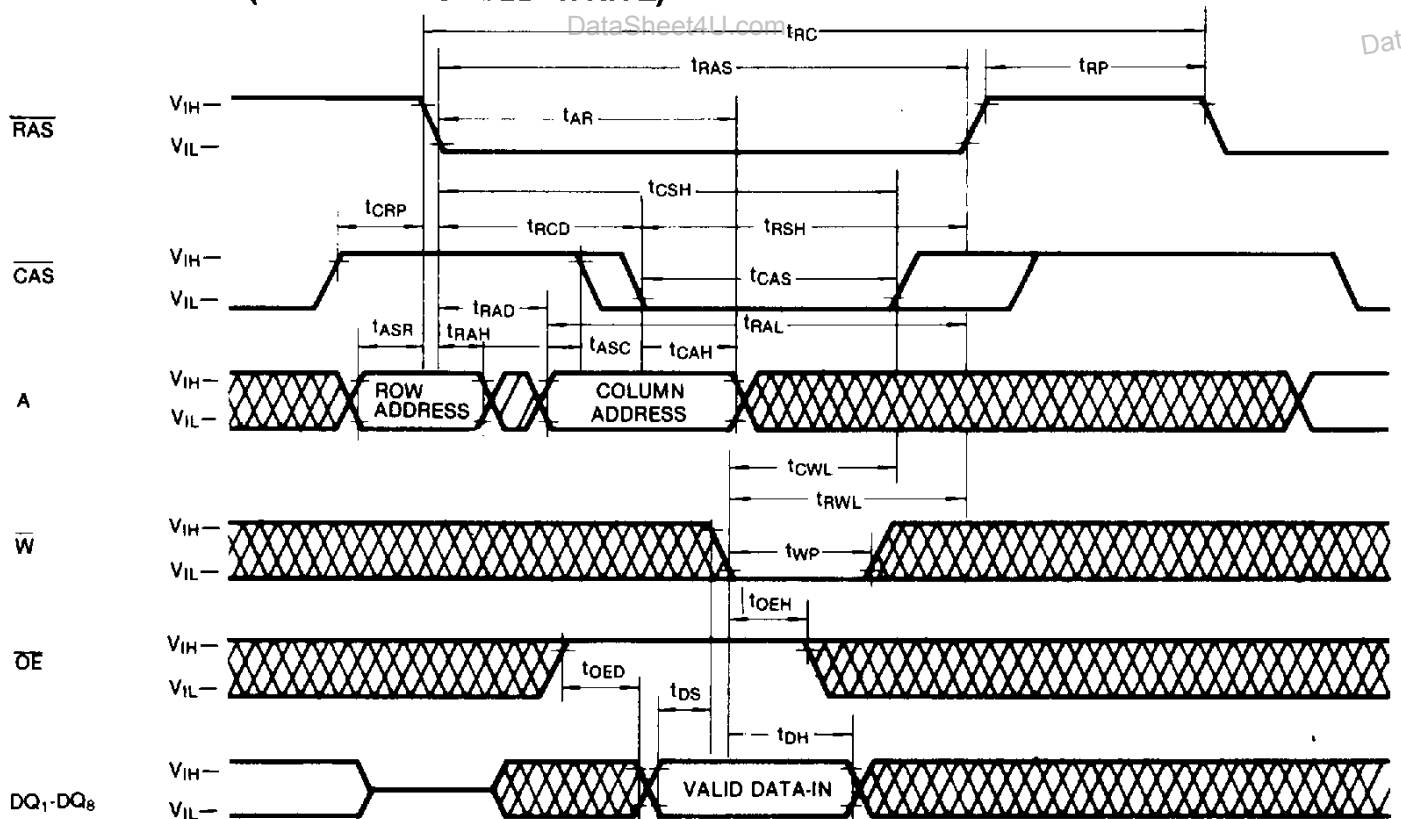 DataSheet4U.com
Dat
tRC
tRAS
tRP
RAS
VIH
VIL
tAR
tCSH
tCRP
tRCD
tRSH
CAS
VIH
VIL
tCAS
tRAD
tRAL
tASR
tRAH
tASC
tCAH
A
VIH
VIL
ROW
ADDRESS
COLUMN
ADDRESS
tCWL
tRWL
W
VIH
VIL
tWP
tOEH
OE
VIH
VIL
tOED
tDS
tDH
DQ1-DQ8
VIH
VIL
VALID DATA-IN